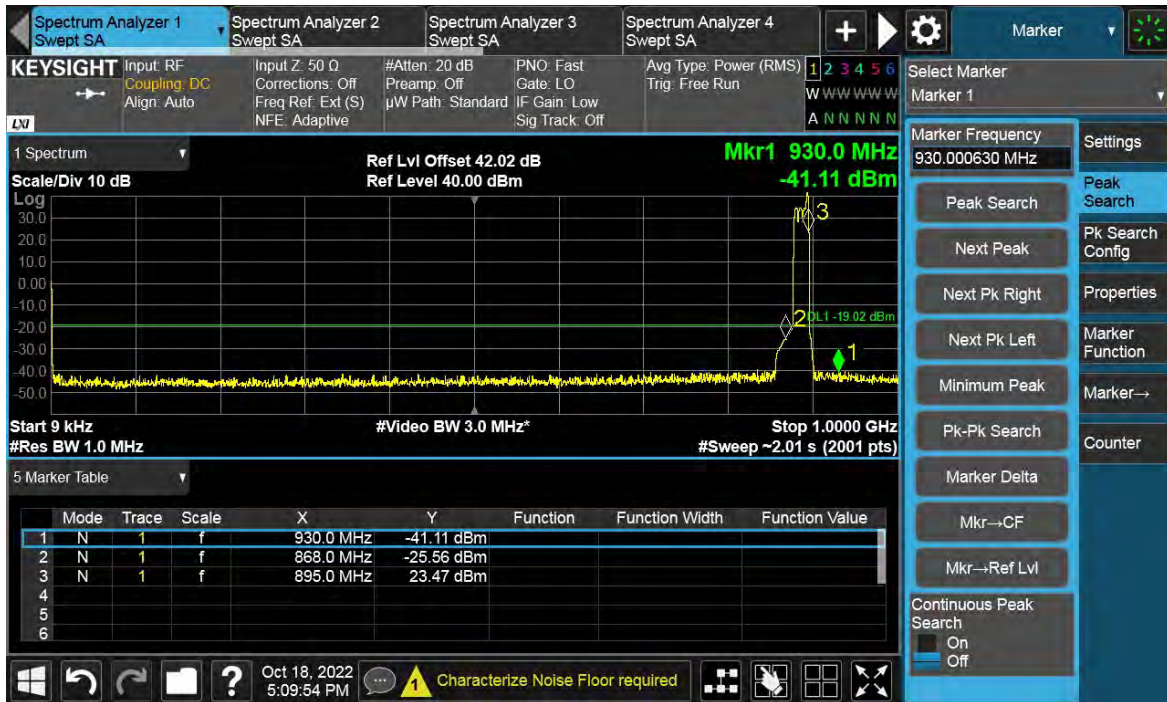 Spectrum Analyzer 1
Swept SA
Spectrum Analyzer 2
Swept SA
Spectrum Analyzer 3
Swept SA
Spectrum Analyzer 4
Swept SA
+
Marker
KEYSIGHT
LXI
Input: RF
Coupling: DC
Align: Auto
Input Z: 50 Ω
Corrections: Off
Freq Ref: Ext (S)
NFE: Adaptive
#Atten: 20 dB
Preamp: Off
µW Path: Standard
PNO: Fast
Gate: LO
IF Gain: Low
Sig Track: Off
Avg Type: Power (RMS)
Trig: Free Run
1 2 3 4 5 6
W W W W W W
A N N N N N
Select Marker
Marker 1
1 Spectrum
Scale/Div 10 dB
Ref Lvl Offset 42.02 dB
Ref Level 40.00 dBm
Mkr1 930.0 MHz
-41.11 dBm
Log
30.0
20.0
10.0
0.00
-10.0
-20.0
-30.0
-40.0
-50.0
3
2
DL1 -19.02 dBm
1
Start 9 kHz
#Video BW 3.0 MHz*
Stop 1.0000 GHz
#Res BW 1.0 MHz
#Sweep ~2.01 s (2001 pts)
Marker Frequency
930.000630 MHz
Peak Search
Next Peak
Next Pk Right
Next Pk Left
Minimum Peak
Pk-Pk Search
Marker Delta
Mkr→CF
Mkr→Ref Lvl
Continuous Peak
Search
On
Off
Settings
Peak
Search
Pk Search
Config
Properties
Marker
Function
Marker→
Counter
5 Marker Table
Mode Trace Scale X Y Function Function Width Function Value
1 N 1 f 930.0 MHz -41.11 dBm
2 N 1 f 868.0 MHz -25.56 dBm
3 N 1 f 895.0 MHz 23.47 dBm
4
5
6
?
Oct 18, 2022
5:09:54 PM
1
Characterize Noise Floor required